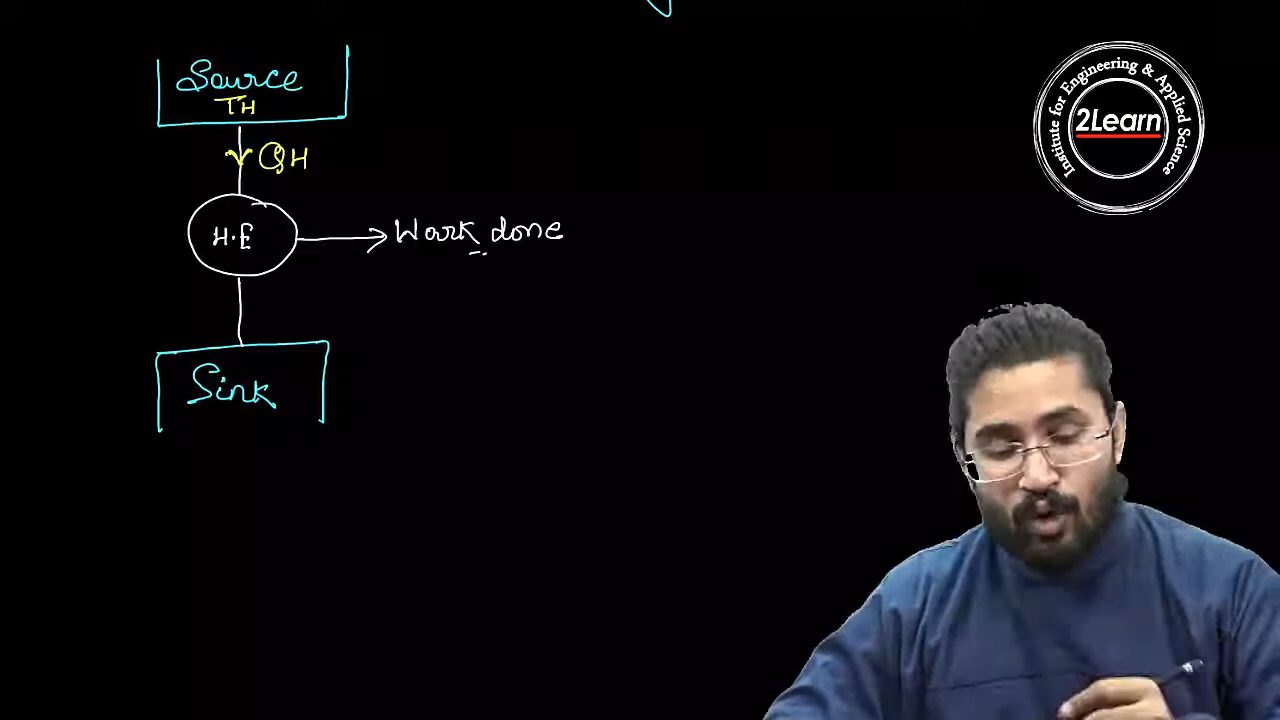 Source
TH
QH
H.E
Work done
Sink
Institute for Engineering & Applied Science
2Learn